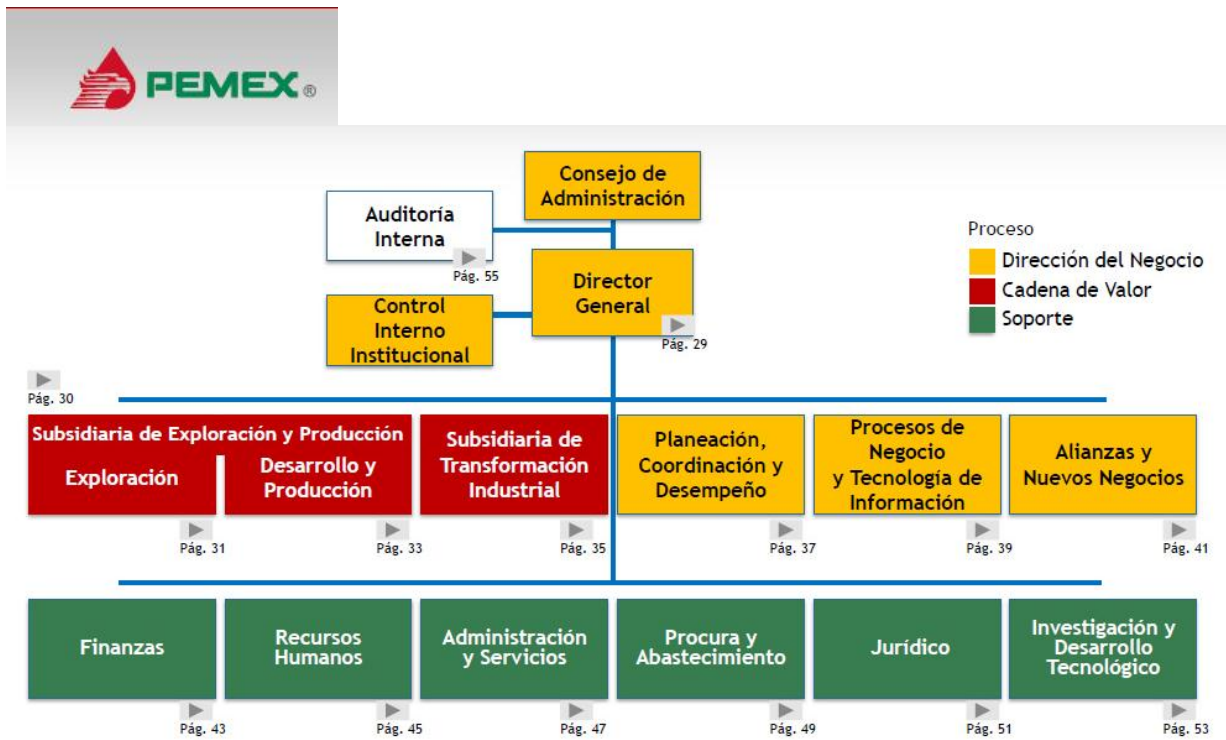 PEMEX®
Consejo de
Administración
Auditoría
Interna
Pág. 55
Director
General
Pág. 29
Control
Interno
Institucional
Proceso
Dirección del Negocio
Cadena de Valor
Soporte
Pág. 30
Subsidiaria de Exploración y Producción
Exploración
Pág. 31
Desarrollo y
Producción
Pág. 33
Subsidiaria de
Transformación
Industrial
Pág. 35
Planeación,
Coordinación y
Desempeño
Pág. 37
Procesos de
Negocio
y Tecnología de
Información
Pág. 39
Alianzas y
Nuevos Negocios
Pág. 41
Finanzas
Pág. 43
Recursos
Humanos
Pág. 45
Administración
y Servicios
Pág. 47
Procura y
Abastecimiento
Pág. 49
Jurídico
Pág. 51
Investigación y
Desarrollo
Tecnológico
Pág. 53